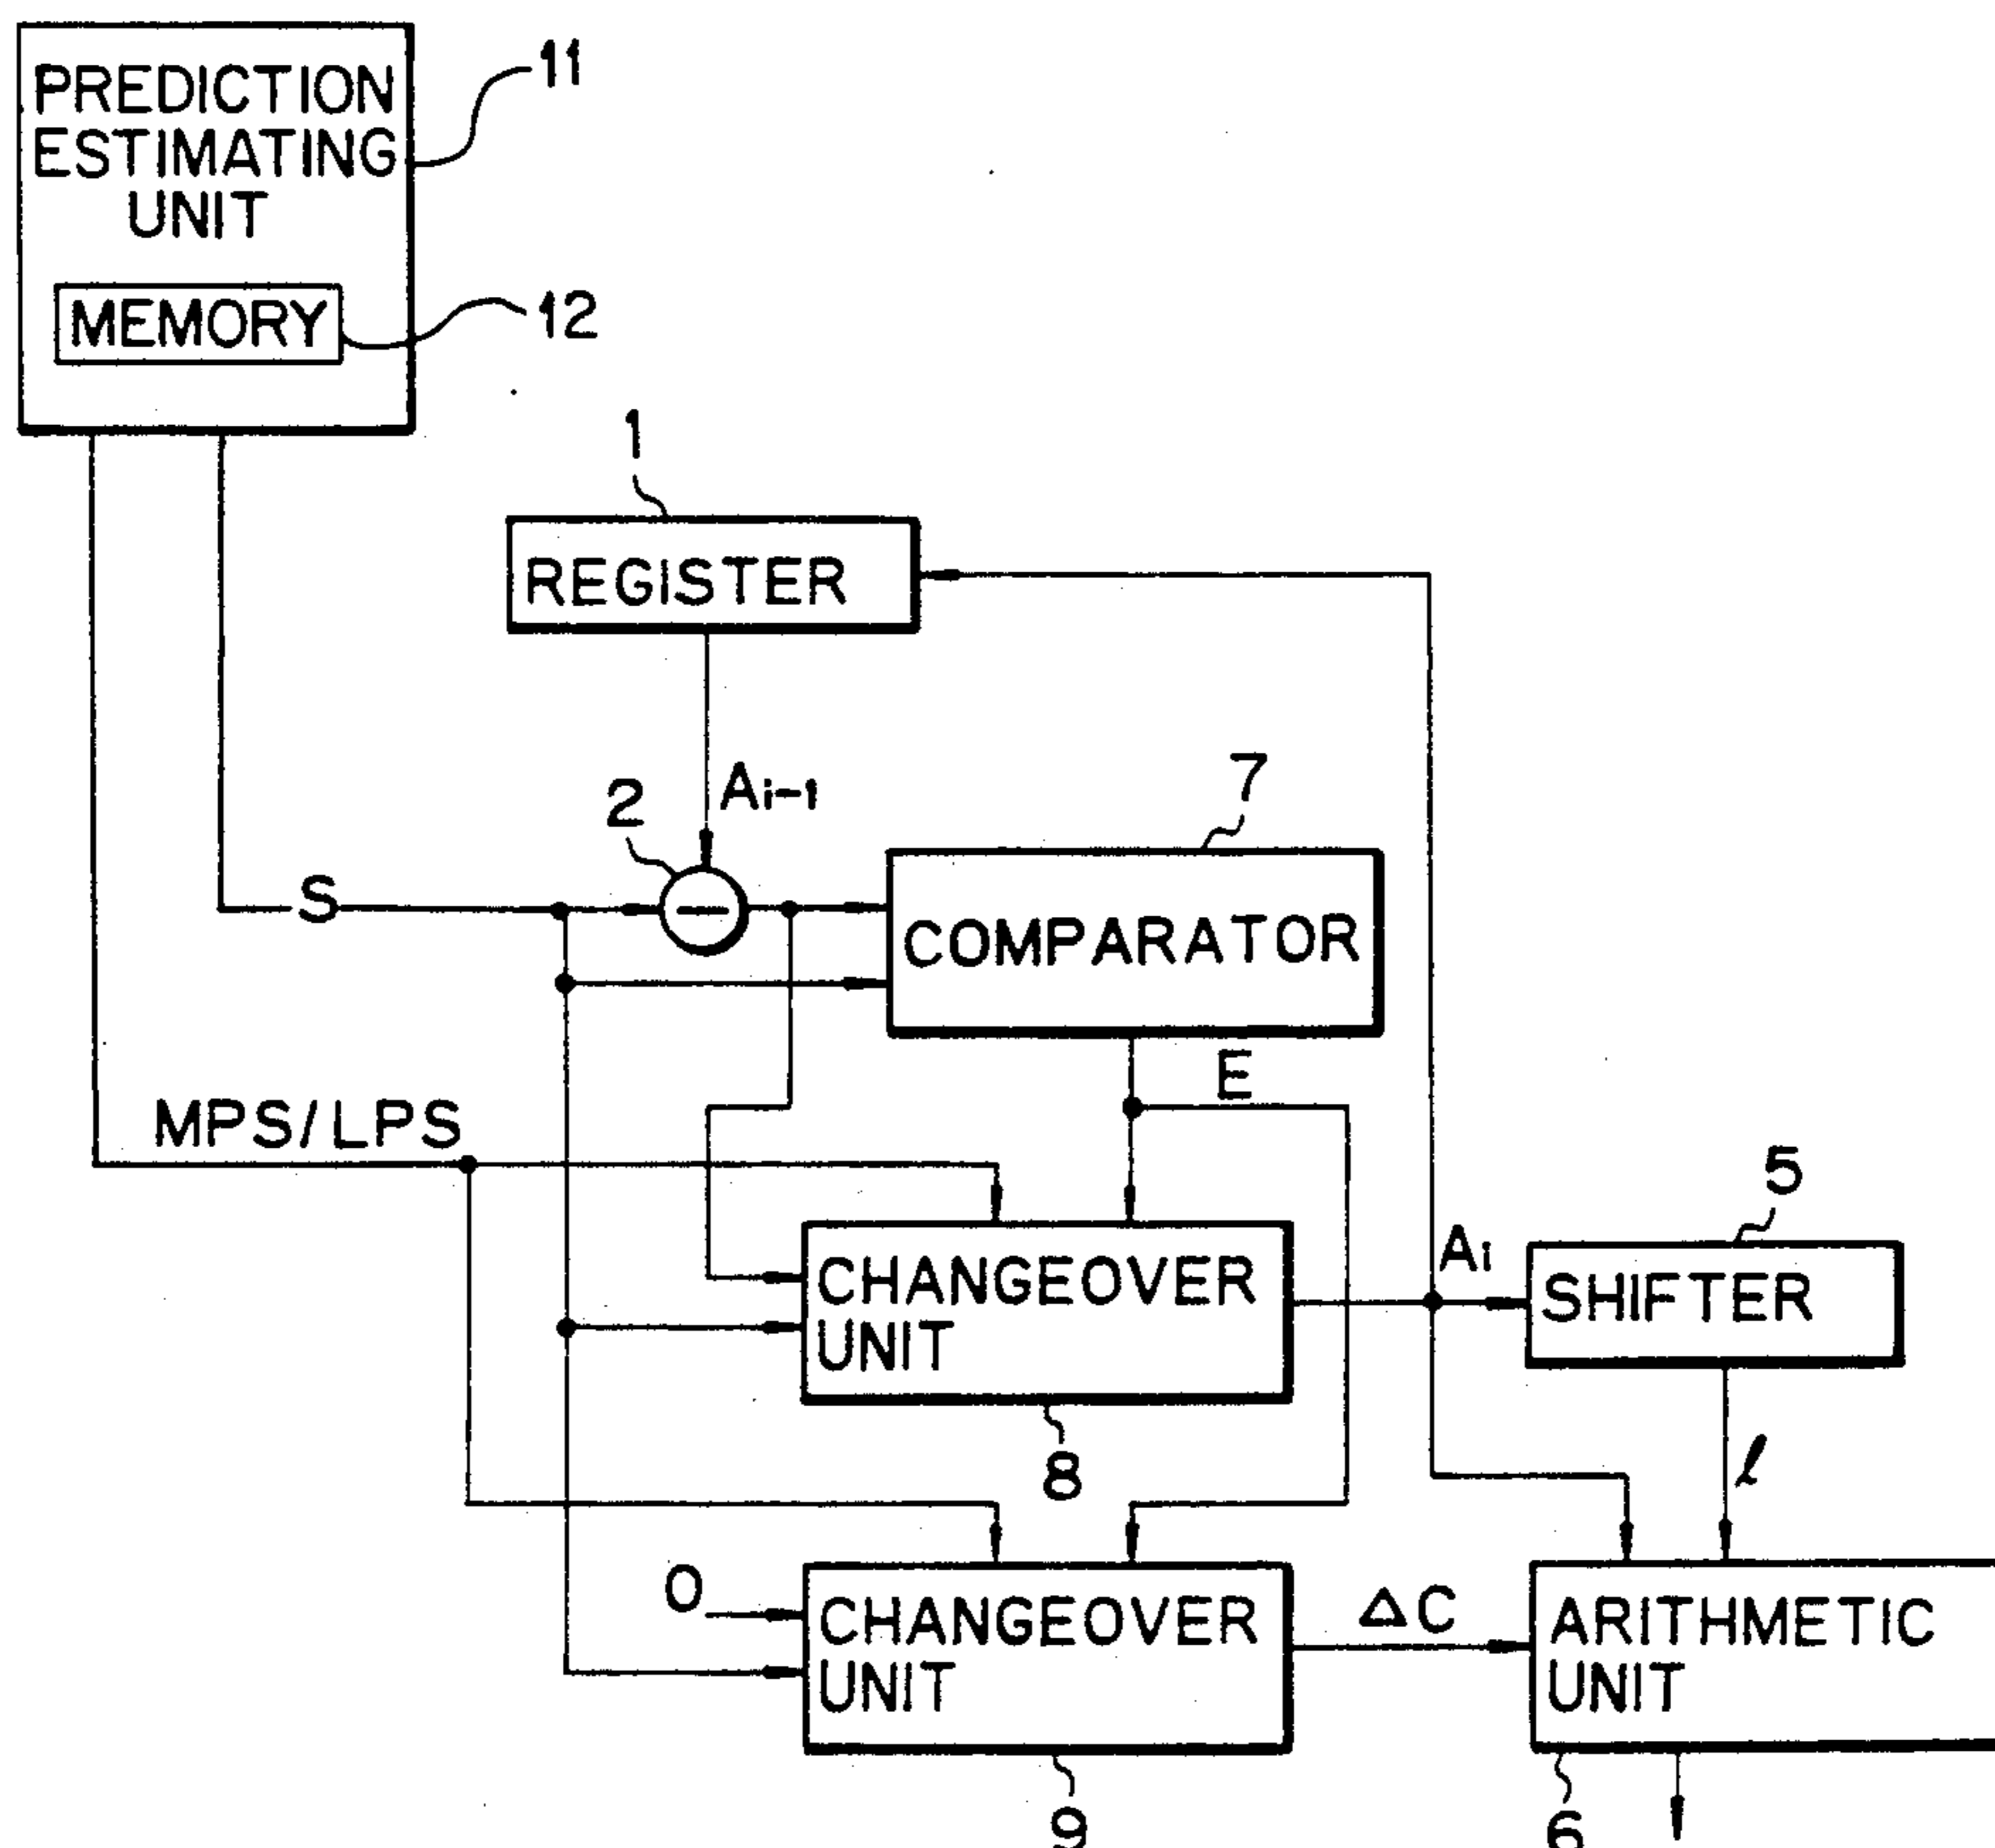 PREDICTION
ESTIMATING
UNIT
11
MEMORY
12
1
REGISTER
Ai-1
2
7
S
COMPARATOR
E
MPS/LPS
5
Ai
CHANGEOVER
UNIT
SHIFTER
8
ℓ
0
CHANGEOVER
UNIT
ΔC
ARITHMETIC
UNIT
9
6